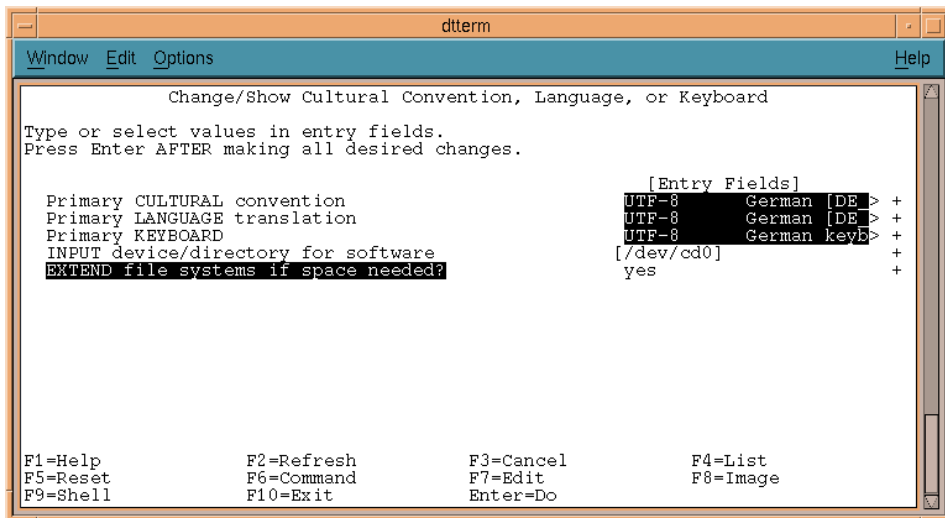 dtterm
Window Edit Options Help
Change/Show Cultural Convention, Language, or Keyboard
Type or select values in entry fields.
Press Enter AFTER making all desired changes.
[Entry Fields]
Primary CULTURAL convention UTF-8 German [DE_> +
Primary LANGUAGE translation UTF-8 German [DE_> +
Primary KEYBOARD UTF-8 German keyb> +
INPUT device/directory for software [/dev/cd0] +
EXTEND file systems if space needed? yes +
F1=Help F2=Refresh F3=Cancel F4=List
F5=Reset F6=Command F7=Edit F8=Image
F9=Shell F10=Exit Enter=Do